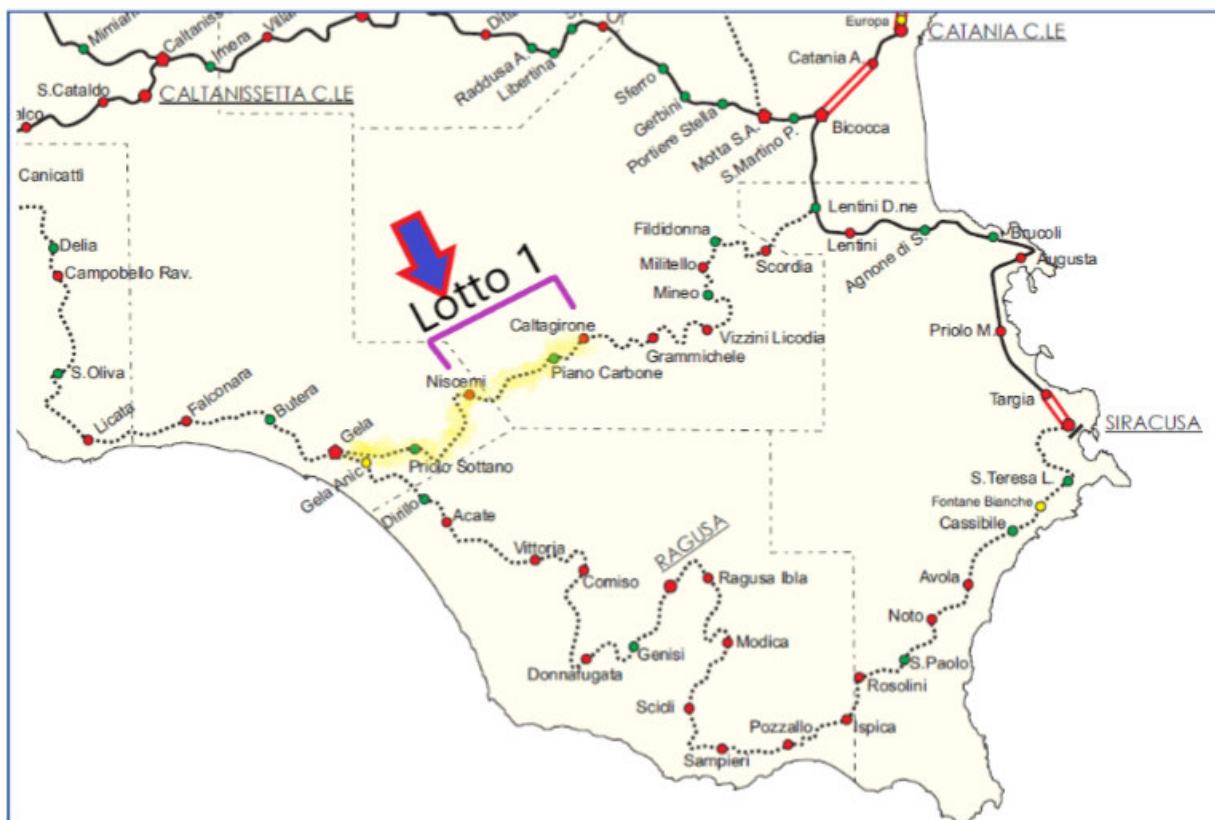 Europa
CATANIA C.LE
Mimiani
Imera
Catania A.
Raddusa A.
Libertina
Sferro
S.Cataldo
CALTANISSETTA C.LE
Gerbini
Portiere Stella
Motta S.A.
S.Martino P.
Bicocca
Canicatti
Lentini D.ne
Delia
Fildidonna
Lentini
Agnone di S.
Brucoli
Campobello Rav.
Militello
Scordia
Augusta
Lotto 1
Mineo
Caltagirone
Vizzini Licodia
Priolo M.
Grammichele
S.Oliva
Niscemi
Piano Carbone
Targia
Licata
Falconara
Butera
Gela
SIRACUSA
Priolo Sottano
Gela Anic
Dirillo
S.Teresa L.
Acate
Fontane Bianche
Cassibile
Vittoria
RAGUSA
Comiso
Ragusa Ibla
Avola
Noto
Genisi
Modica
Donnafugata
S.Paolo
Rosolini
Scicli
Pozzallo
Ispica
Sampieri